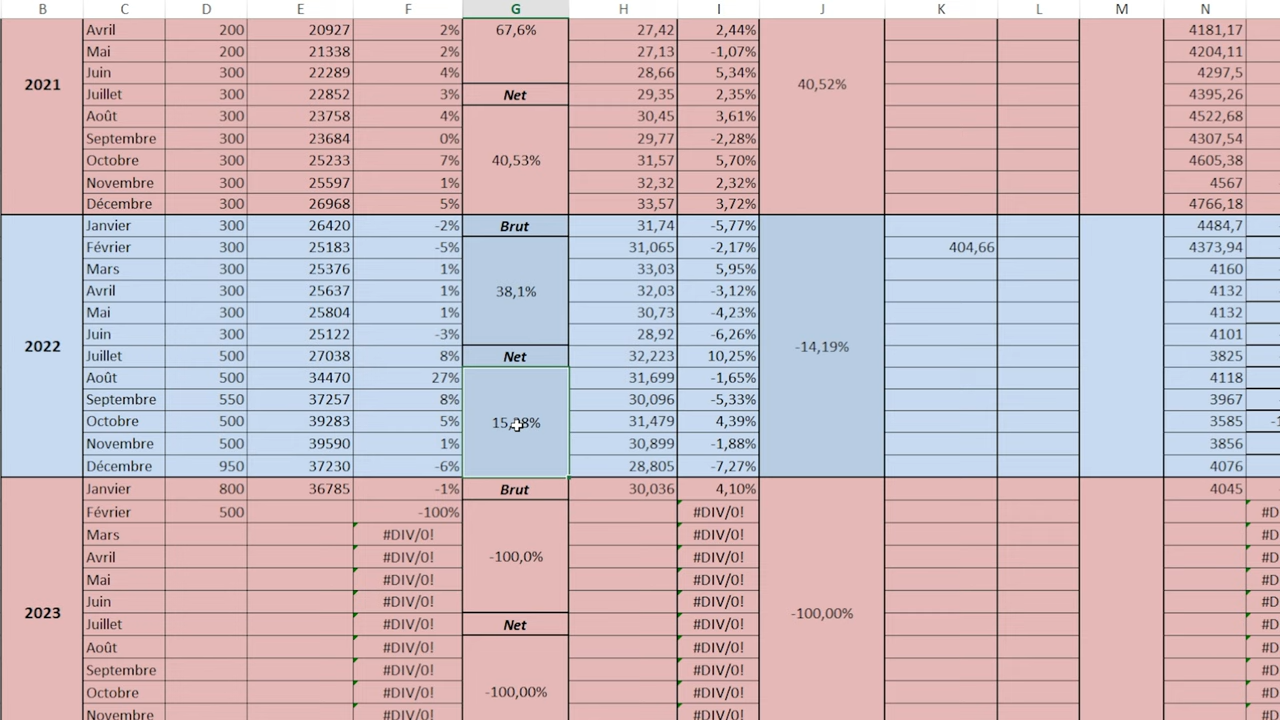 B C D E F G H I J K L M N
Avril 200 20927 2% 67,6% 27,42 2,44% 4181,17
Mai 200 21338 2% 27,13 -1,07% 4204,11
Juin 300 22289 4% 28,66 5,34% 4297,5
2021 40,52%
Juillet 300 22852 3% Net 29,35 2,35% 4395,26
Août 300 23758 4% 30,45 3,61% 4522,68
Septembre 300 23684 0% 29,77 -2,28% 4307,54
Octobre 300 25233 7% 40,53% 31,57 5,70% 4605,38
Novembre 300 25597 1% 32,32 2,32% 4567
Décembre 300 26968 5% 33,57 3,72% 4766,18
Janvier 300 26420 -2% Brut 31,74 -5,77% 4484,7
Février 300 25183 -5% 31,065 -2,17% 404,66 4373,94
Mars 300 25376 1% 33,03 5,95% 4160
Avril 300 25637 1% 38,1% 32,03 -3,12% 4132
Mai 300 25804 1% 30,73 -4,23% 4132
Juin 300 25122 -3% 28,92 -6,26% 4101
2022 -14,19%
Juillet 500 27038 8% Net 32,223 10,25% 3825
Août 500 34470 27% 31,699 -1,65% 4118
Septembre 550 37257 8% 30,096 -5,33% 3967
Octobre 500 39283 5% 31,479 4,39% 3585
Novembre 500 39590 1% 30,899 -1,88% 3856
Décembre 950 37230 -6% 28,805 -7,27% 4076
Janvier 800 36785 -1% Brut 30,036 4,10% 4045
Février 500 -100% #DIV/0! #D
Mars #DIV/0! #DIV/0! #D
Avril #DIV/0! -100,0% #DIV/0! #D
Mai #DIV/0! #DIV/0! #D
Juin #DIV/0! #DIV/0! #D
2023 -100,00%
Juillet #DIV/0! Net #DIV/0! #D
Août #DIV/0! #DIV/0! #D
Septembre #DIV/0! #DIV/0! #D
Octobre #DIV/0! -100,00% #DIV/0! #D
Novembre #DIV/0! #DIV/0! #D